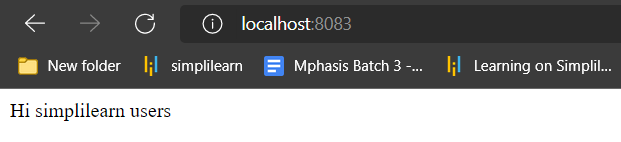 localhost:8083
New folder simplilearn Mphasis Batch 3 -... Learning on Simplil...
Hi simplilearn users